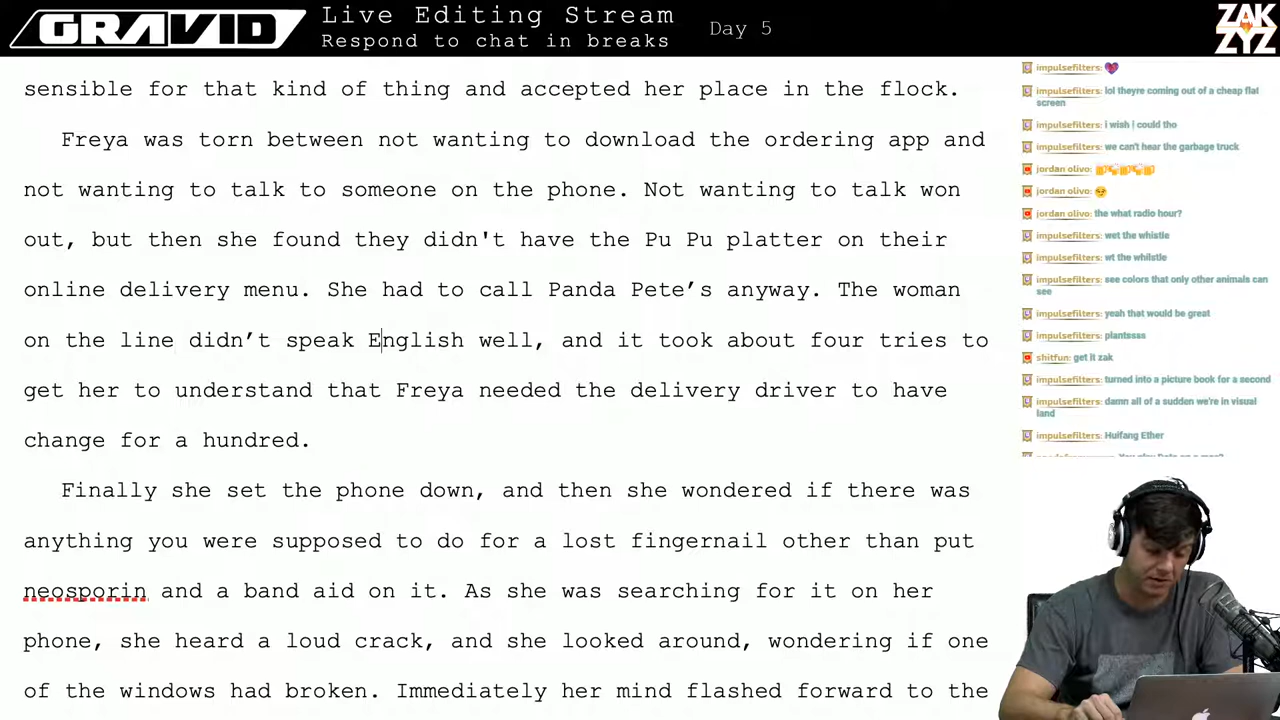 GRAVID
Live Editing Stream
Respond to chat in breaks
Day 5
ZAK
ZYZ
sensible for that kind of thing and accepted her place in the flock.
Freya was torn between not wanting to download the ordering app and
not wanting to talk to someone on the phone. Not wanting to talk won
out, but then she found they didn't have the Pu Pu platter on their
online delivery menu. She had to call Panda Pete’s anyway. The woman
on the line didn’t speak English well, and it took about four tries to
get her to understand that Freya needed the delivery driver to have
change for a hundred.
Finally she set the phone down, and then she wondered if there was
anything you were supposed to do for a lost fingernail other than put
neosporin and a band aid on it. As she was searching for it on her
phone, she heard a loud crack, and she looked around, wondering if one
of the windows had broken. Immediately her mind flashed forward to the
impulsefilters: 
impulsefilters: lol theyre coming out of a cheap flat
screen
impulsefilters: i wish i could tho
impulsefilters: we can't hear the garbage truck
jordan olivo: 
jordan olivo: 
jordan olivo: the what radio hour?
impulsefilters: wet the whistle
impulsefilters: wt the whilstle
impulsefilters: see colors that only other animals can
see
impulsefilters: yeah that would be great
impulsefilters: plantssss
shitfun: get it zak
impulsefilters: turned into a picture book for a second
impulsefilters: damn all of a sudden we're in visual
land
impulsefilters: Huifang Ether